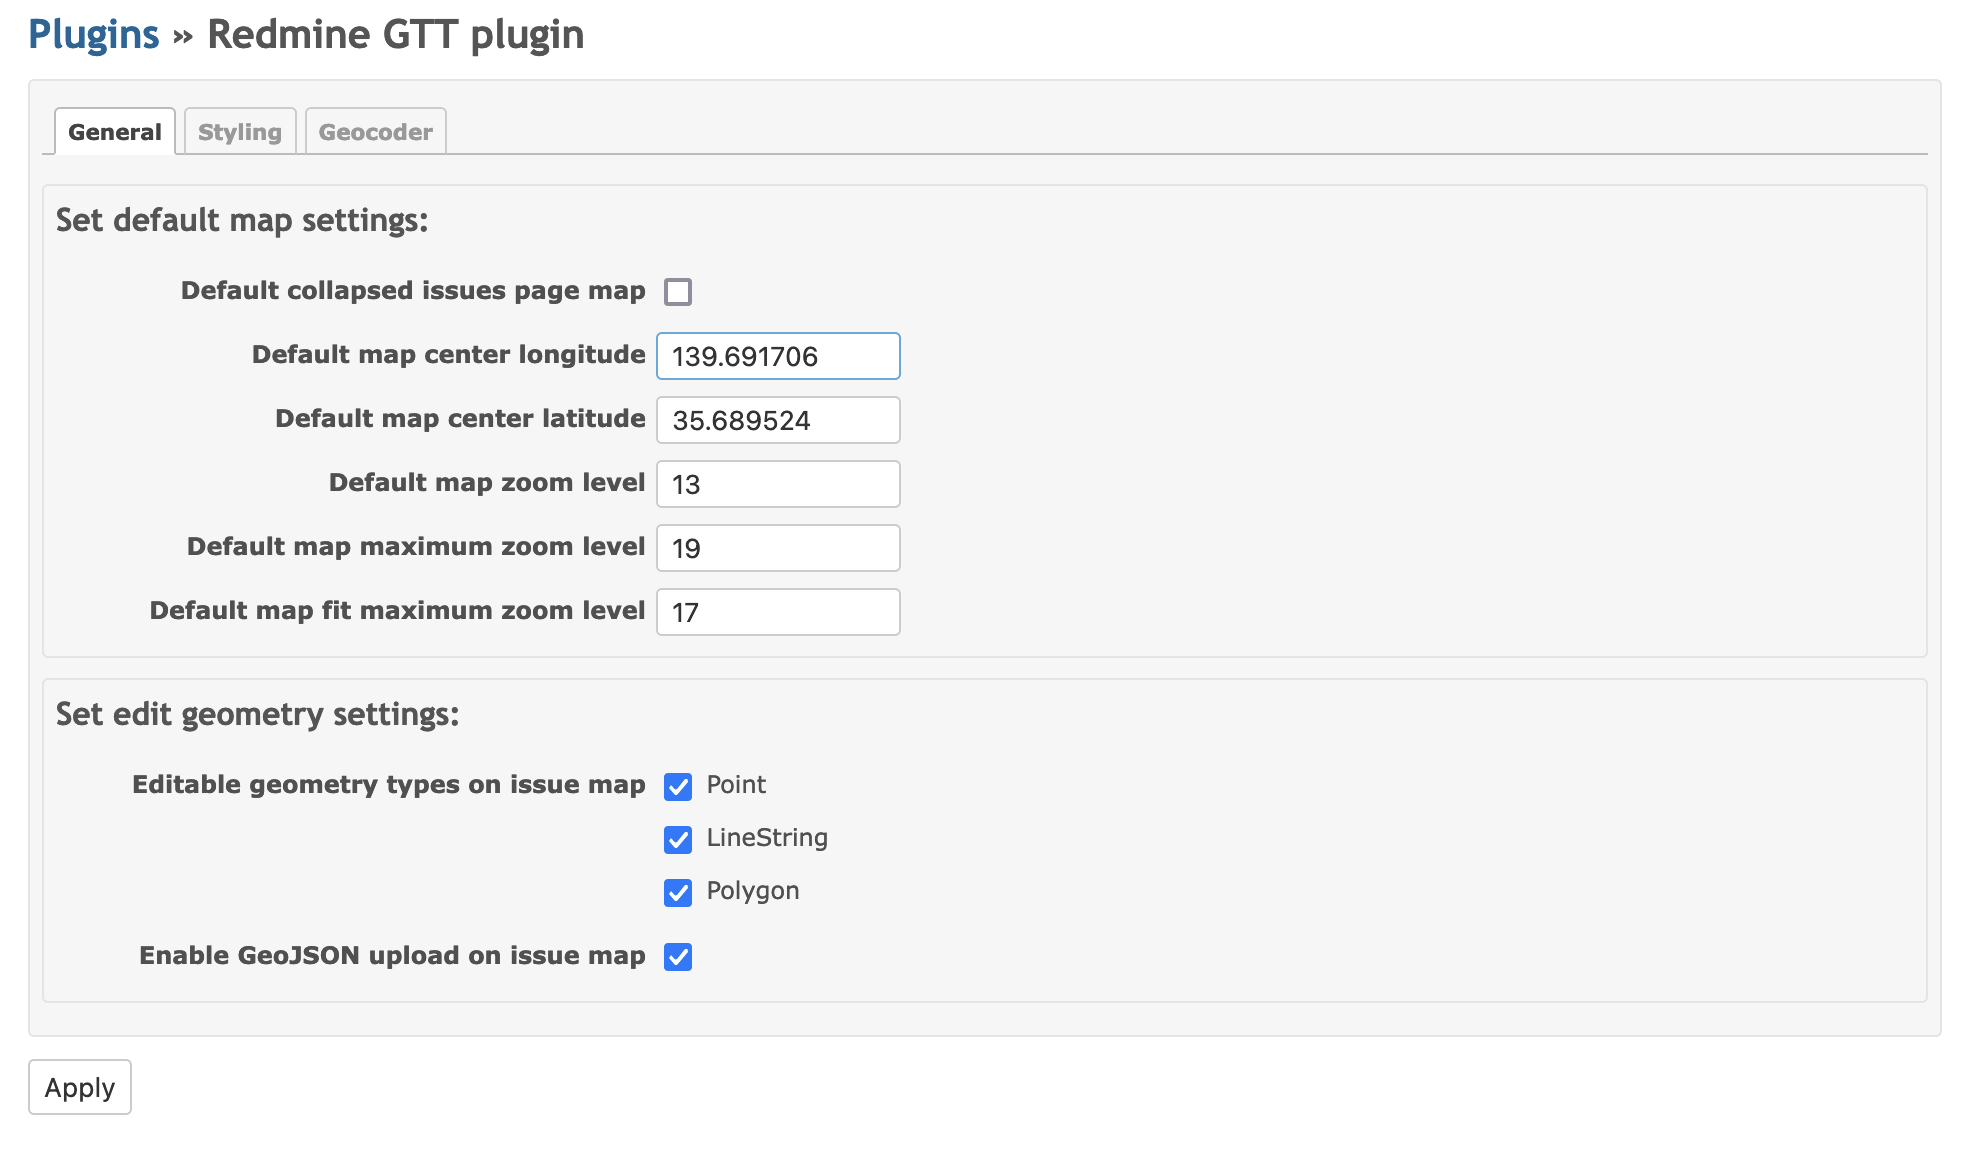 Plugins » Redmine GTT plugin
General Styling Geocoder
Set default map settings:
Default collapsed issues page map
Default map center longitude 139.691706
Default map center latitude 35.689524
Default map zoom level 13
Default map maximum zoom level 19
Default map fit maximum zoom level 17
Set edit geometry settings:
Editable geometry types on issue map Point
LineString
Polygon
Enable GeoJSON upload on issue map
Apply